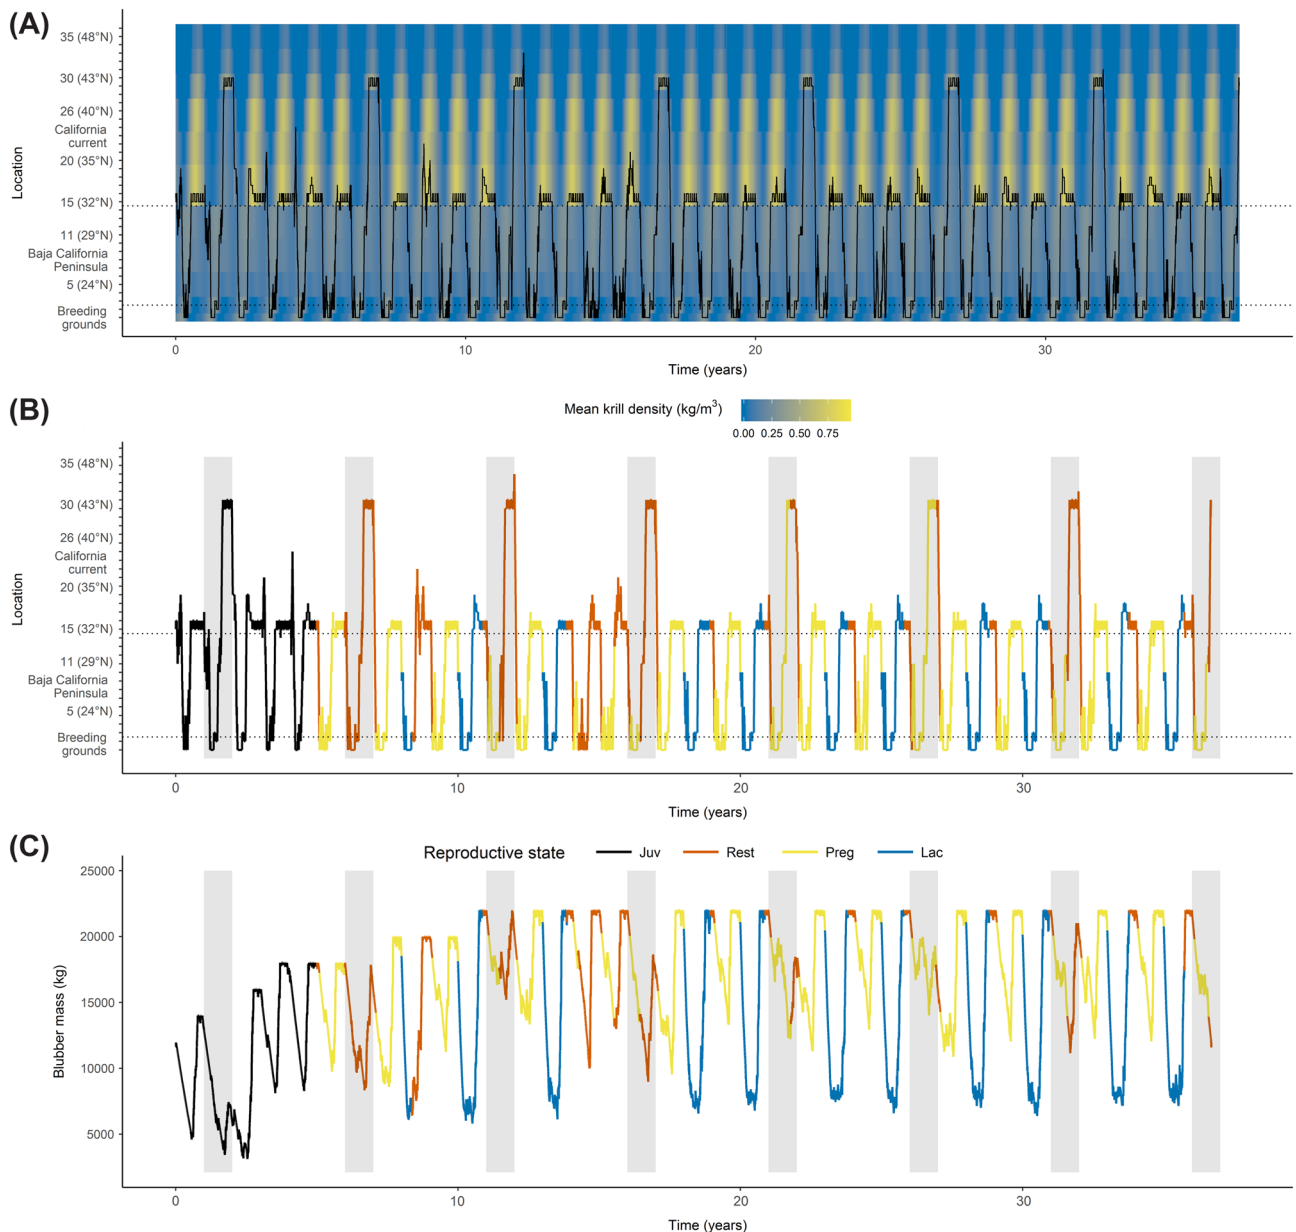 (A)
35 (48°N)
30 (43°N)
26 (40°N)
California
current
20 (35°N)
15 (32°N)
11 (29°N)
Baja California
Peninsula
5 (24°N)
Breeding
grounds
Location
0
10
20
30
Time (years)
(B)
Mean krill density (kg/m³)
0.00 0.25 0.50 0.75
35 (48°N)
30 (43°N)
26 (40°N)
California
current
20 (35°N)
15 (32°N)
11 (29°N)
Baja California
Peninsula
5 (24°N)
Breeding
grounds
Location
0
10
20
30
Time (years)
(C)
Reproductive state Juv Rest Preg Lac
25000
20000
15000
10000
5000
Blubber mass (kg)
0
10
20
30
Time (years)